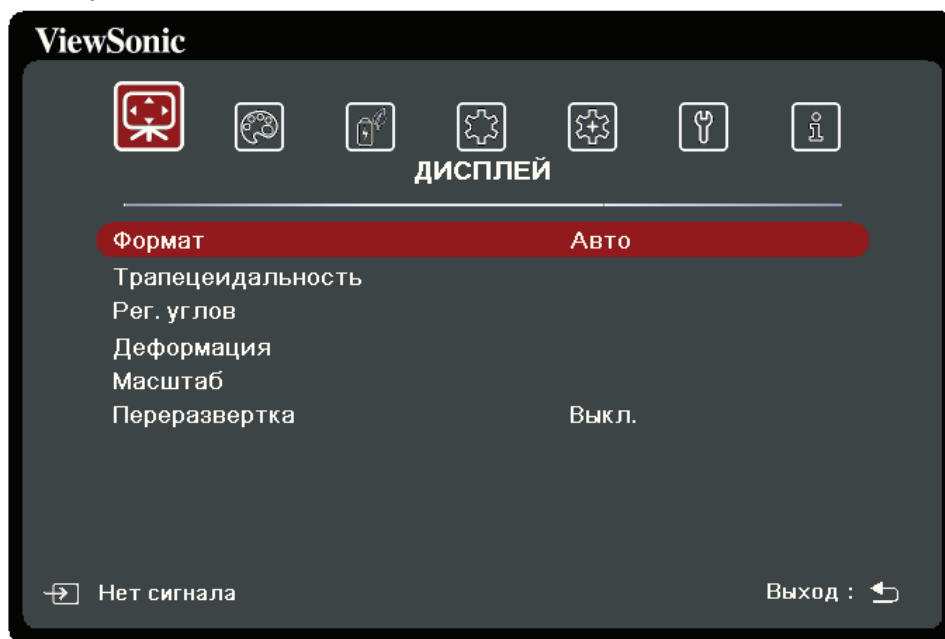 ViewSonic
ДИСПЛЕЙ
Формат Авто
Трапецеидальность
Рег. углов
Деформация
Масштаб
Переразвертка Выкл.
Нет сигнала Выход :